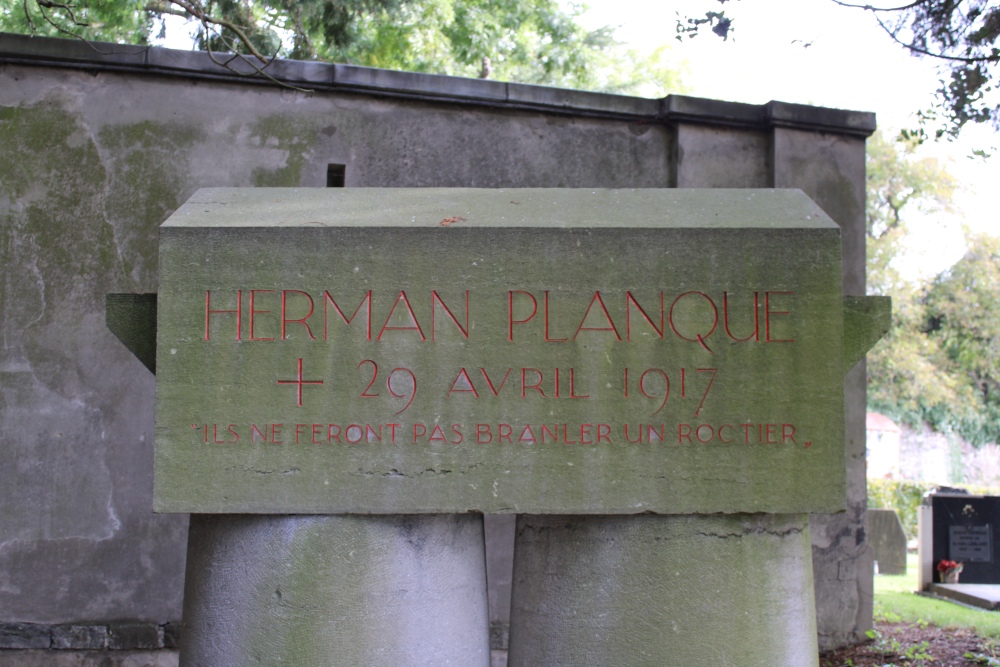 HERMAN PLANQUE
+ 29 AVRIL 1917
"ILS NE FERONT PAS BRANLER UN ROCTIER„